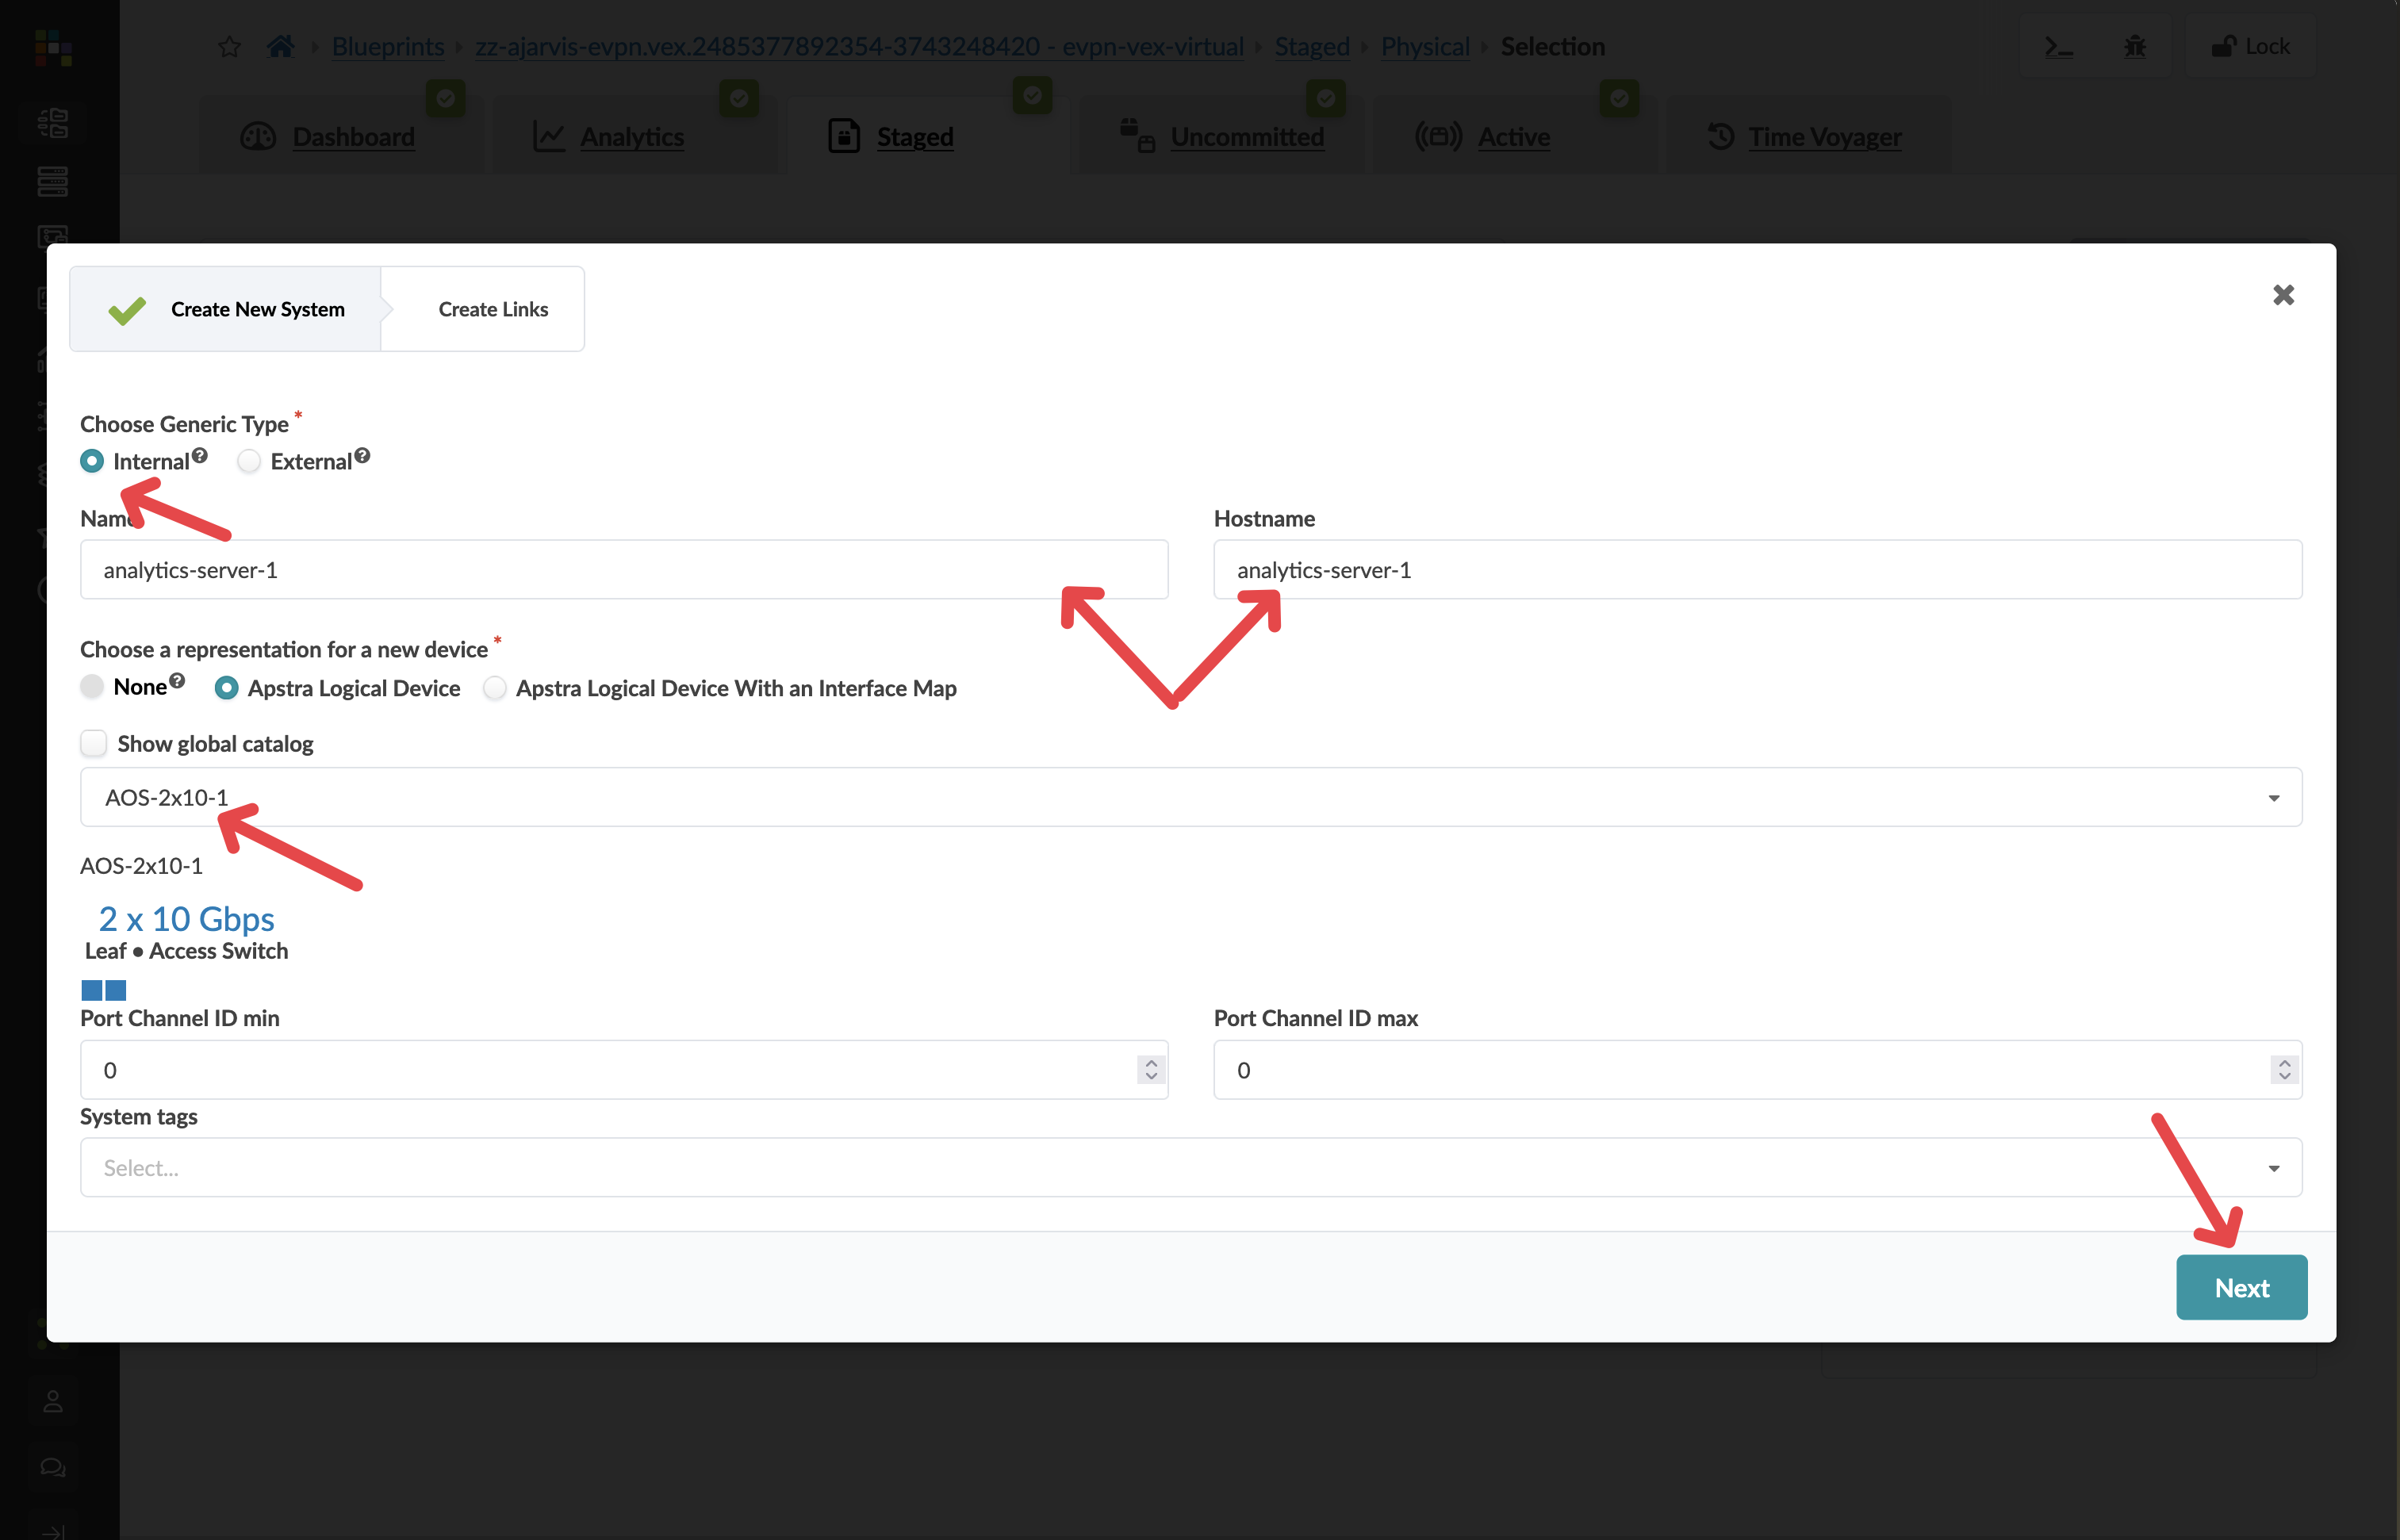 Blueprints zz-ajarvis-evpn.vex.2485377892354-3743248420 - evpn-vex-virtual Staged Physical Selection
Lock
Dashboard Analytics Staged Uncommitted Active Time Voyager
Create New System Create Links
Choose Generic Type *
Internal External
Name Hostname
analytics-server-1 analytics-server-1
Choose a representation for a new device *
None Apstra Logical Device Apstra Logical Device With an Interface Map
Show global catalog
AOS-2x10-1
AOS-2x10-1
2 x 10 Gbps
Leaf • Access Switch
Port Channel ID min Port Channel ID max
0 0
System tags
Select...
Next